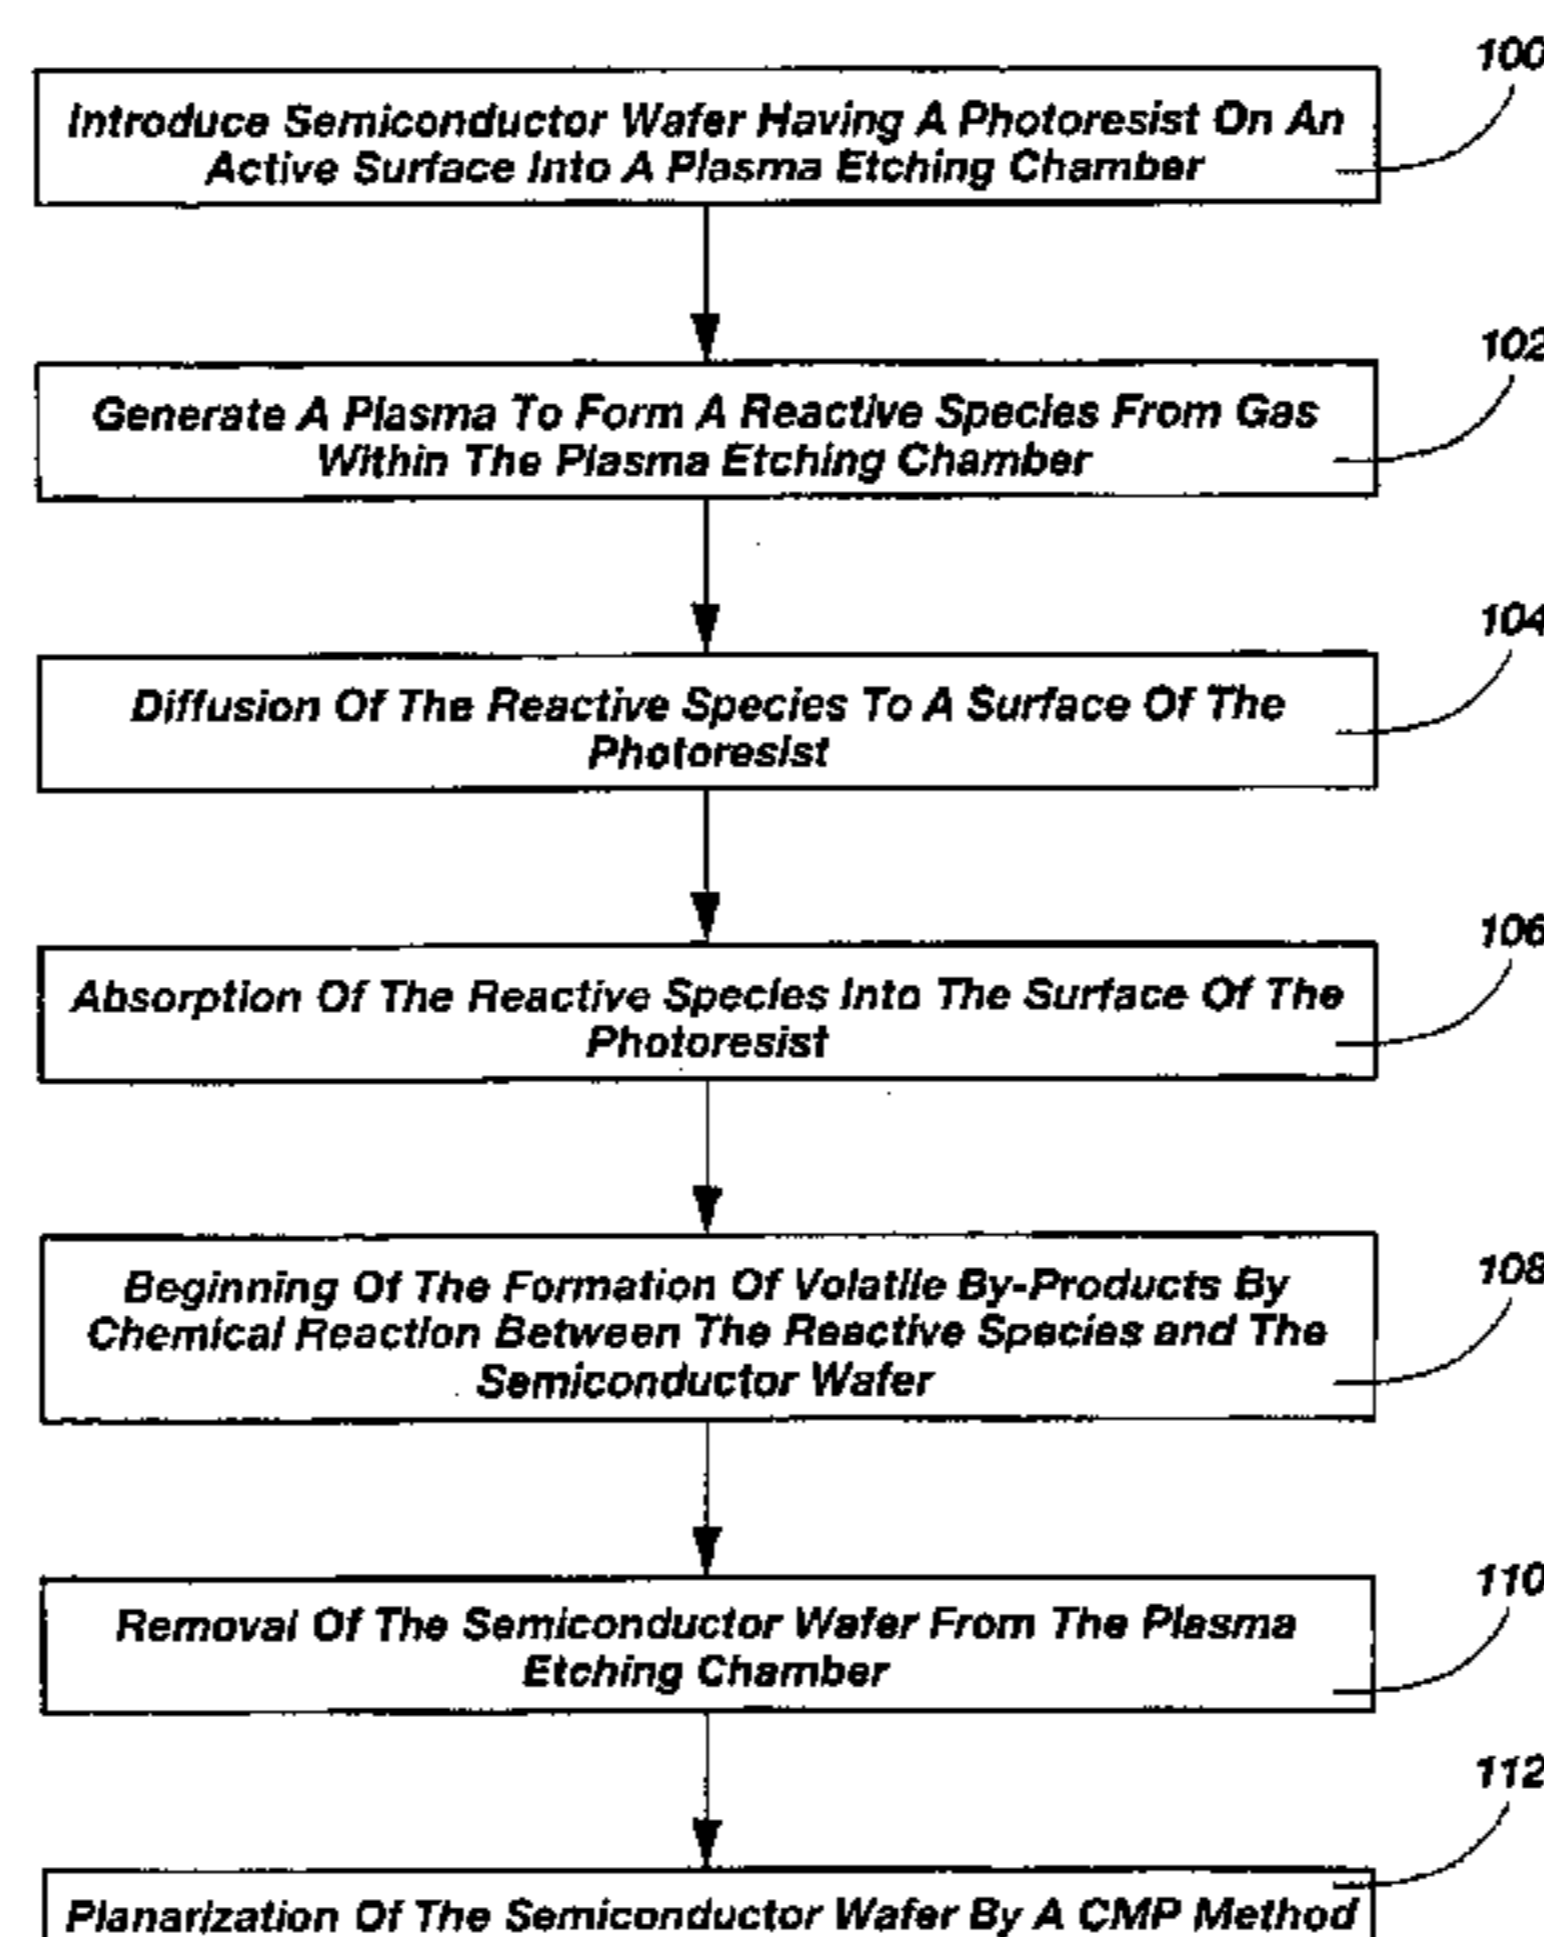 100
Introduce Semiconductor Wafer Having A Photoresist On An
Active Surface Into A Plasma Etching Chamber
102
Generate A Plasma To Form A Reactive Species From Gas
Within The Plasma Etching Chamber
104
Diffusion Of The Reactive Species To A Surface Of The
Photoresist
106
Absorption Of The Reactive Species Into The Surface Of The
Photoresist
108
Beginning Of The Formation Of Volatile By-Products By
Chemical Reaction Between The Reactive Species and The
Semiconductor Wafer
110
Removal Of The Semiconductor Wafer From The Plasma
Etching Chamber
112
Planarization Of The Semiconductor Wafer By A CMP Method